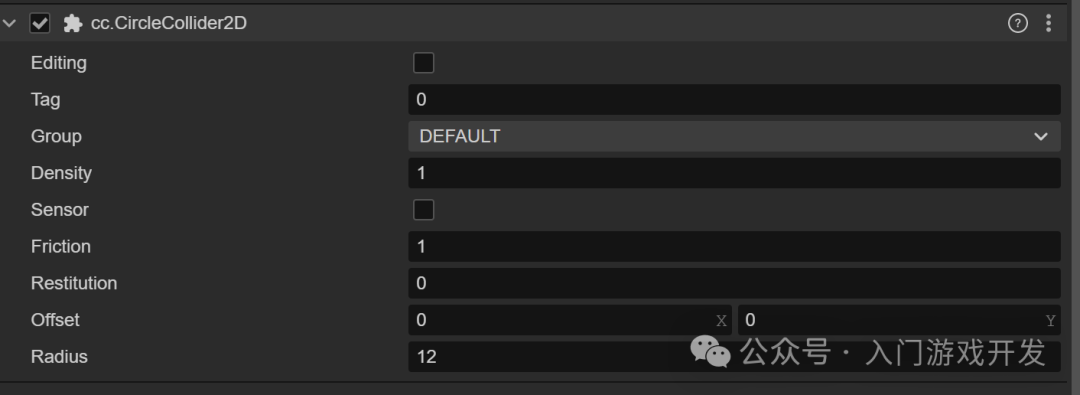 cc.CircleCollider2D ?
Editing
Tag 0
Group DEFAULT
Density 1
Sensor
Friction 1
Restitution 0
Offset 0 X 0 Y
Radius 12
公众号 · 入门游戏开发